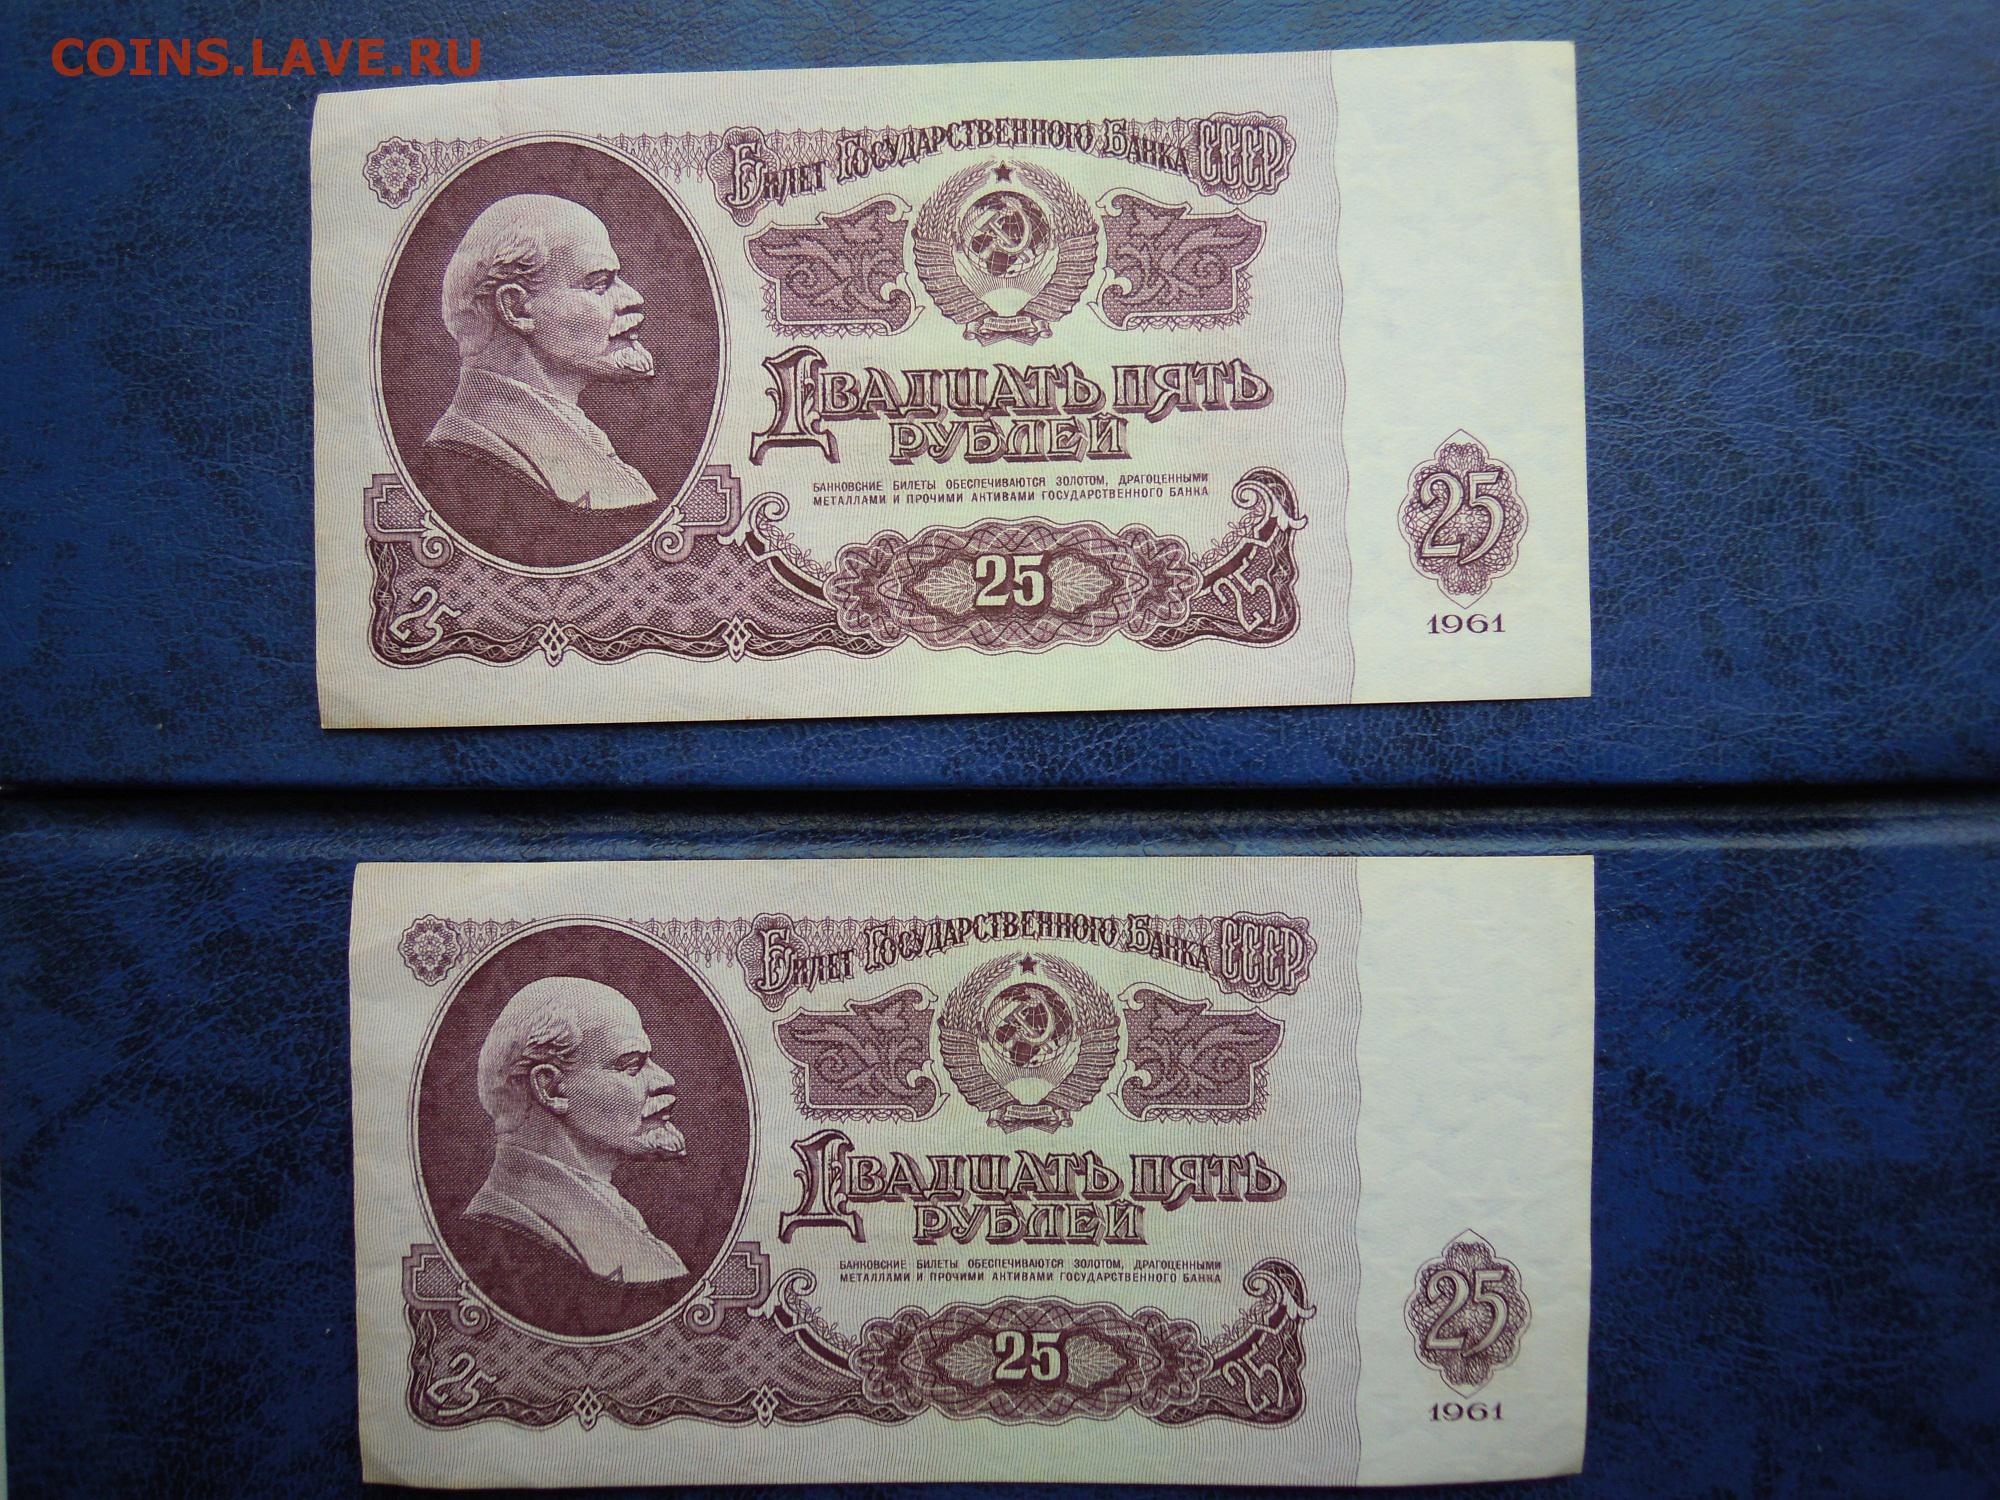 COINS.LAVE.RU
Билет Государственного Банка СССР
Двадцать пять
рублей
БАНКОВСКИЕ БИЛЕТЫ ОБЕСПЕЧИВАЮТСЯ ЗОЛОТОМ, ДРАГОЦЕННЫМИ
МЕТАЛЛАМИ И ПРОЧИМИ АКТИВАМИ ГОСУДАРСТВЕННОГО БАНКА
25
25
25
25
1961
Билет Государственного Банка СССР
Двадцать пять
рублей
БАНКОВСКИЕ БИЛЕТЫ ОБЕСПЕЧИВАЮТСЯ ЗОЛОТОМ, ДРАГОЦЕННЫМИ
МЕТАЛЛАМИ И ПРОЧИМИ АКТИВАМИ ГОСУДАРСТВЕННОГО БАНКА
25
25
25
25
1961